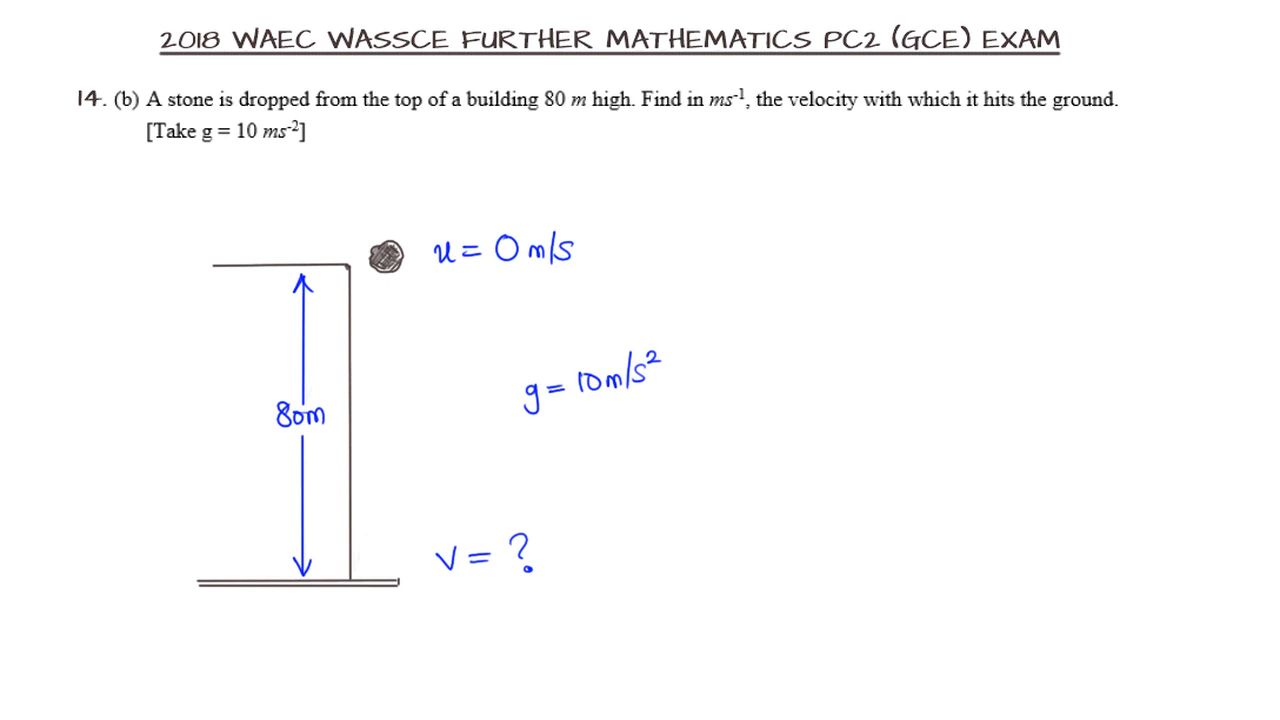 2018 WAEC WASSCE FURTHER MATHEMATICS PC2 (GCE) EXAM
14. (b) A stone is dropped from the top of a building 80 m high. Find in ms⁻¹, the velocity with which it hits the ground.
[Take g = 10 ms⁻²]
u = 0 m/s
g = 10 m/s²
80m
v = ?